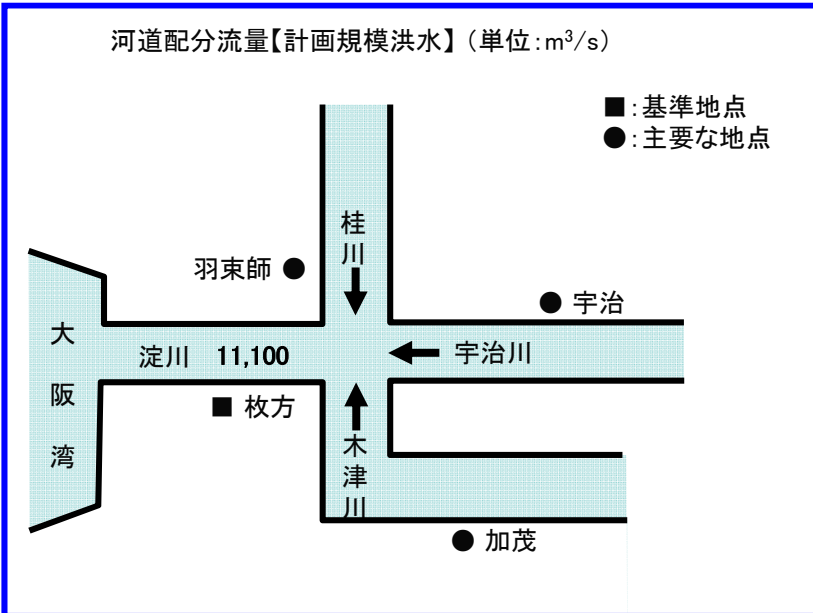 河道配分流量【計画規模洪水】（単位:m³/s）
■:基準地点
●:主要な地点
桂川
羽束師 ●
● 宇治
大阪湾
淀川 11,100
宇治川
■ 枚方
木津川
● 加茂